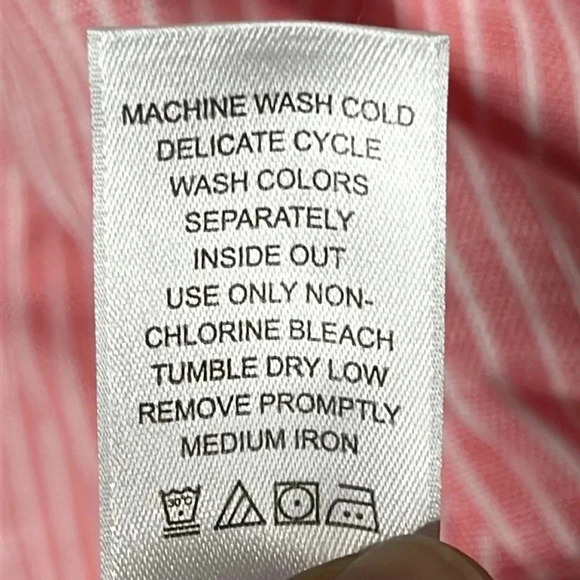 MACHINE WASH COLD
DELICATE CYCLE
WASH COLORS
SEPARATELY
INSIDE OUT
USE ONLY NON-
CHLORINE BLEACH
TUMBLE DRY LOW
REMOVE PROMPTLY
MEDIUM IRON
30°C